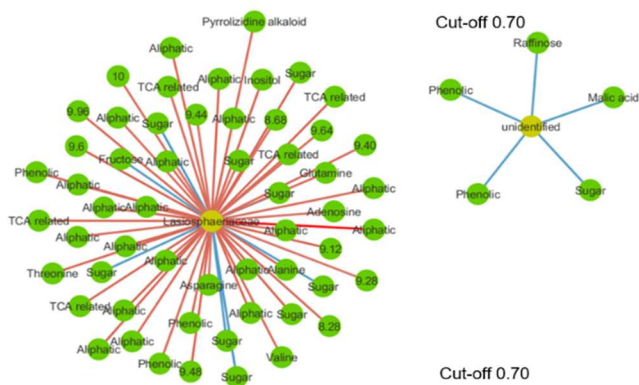 Pyrrolizidine alkaloid
Cut-off 0.70
Aliphatic
Raffinose
10
TCA related
Aliphatic
Inositol
Sugar
Phenolic
Malic acid
TCA related
9.96
Aliphatic
Sugar
9.44
Aliphatic
8.68
9.64
unidentified
9.6
Fructose
Aliphatic
Sugar
TCA related
9.40
Phenolic
Aliphatic
Glutamine
Sugar
Aliphatic
Phenolic
Sugar
Aliphatic
Aliphatic
Adenosine
TCA related
Lasiosphaeriaceae
Aliphatic
Aliphatic
Aliphatic
Aliphatic
9.12
Threonine
Sugar
Aliphatic
Aliphatic
Alanine
Sugar
9.28
Asparagine
TCA related
Aliphatic
Aliphatic
Sugar
Phenolic
8.28
Aliphatic
Aliphatic
Sugar
Valine
Phenolic
9.48
Sugar
Cut-off 0.70